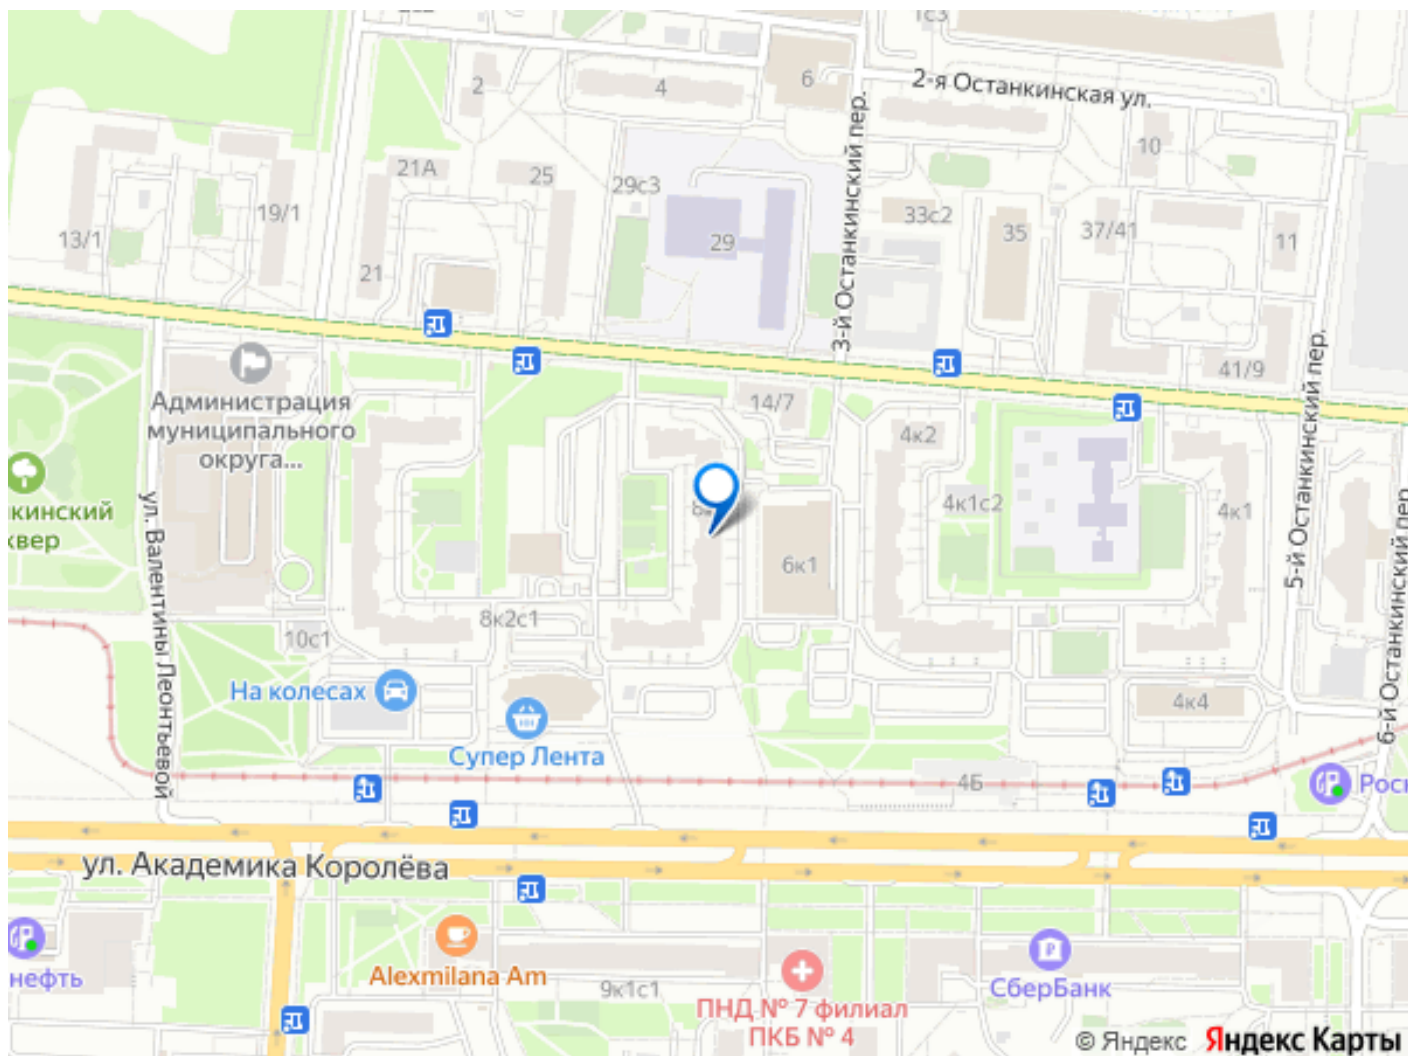 1с3
2
4
6
2-я Останкинская ул.
10
21А
25
29с3
19/1
13/1
21
29
33с2
35
37/41
11
3-й Останкинский пер.
41/9
Администрация
муниципального
округа...
14/7
4к2
4к1с2
4к1
5-й Останкинский пер.
6-й Останкинский пер.
6к1
ул. Валентины Леонтьевой
8к2с1
10с1
На колесах
Супер Лента
4к4
4Б
ул. Академика Королёва
нефть
Alexmilana Am
9к1с1
ПНД № 7 филиал
ПКБ № 4
СберБанк
© Яндекс Яндекс Карты